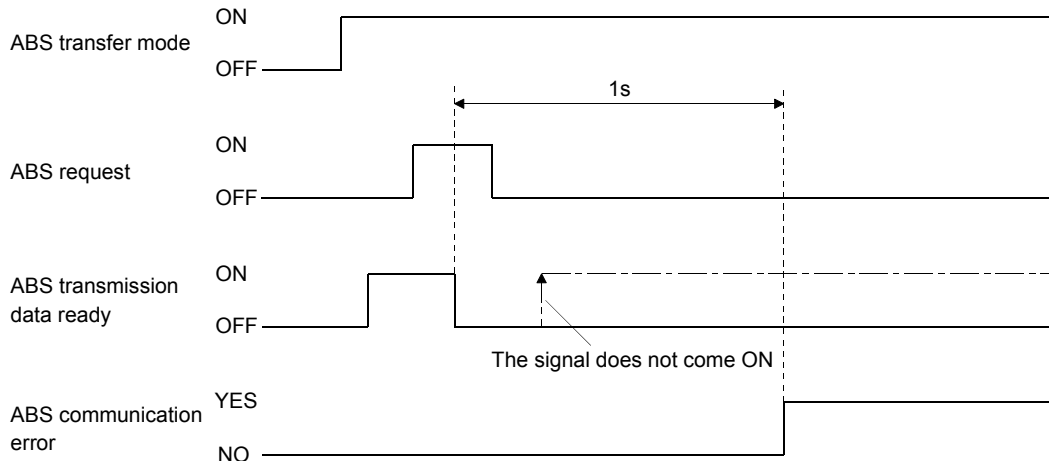 ON
ABS transfer mode
OFF
1s
ON
ABS request
OFF
ON
ABS transmission
data ready
OFF
The signal does not come ON
YES
ABS communication
error
NO